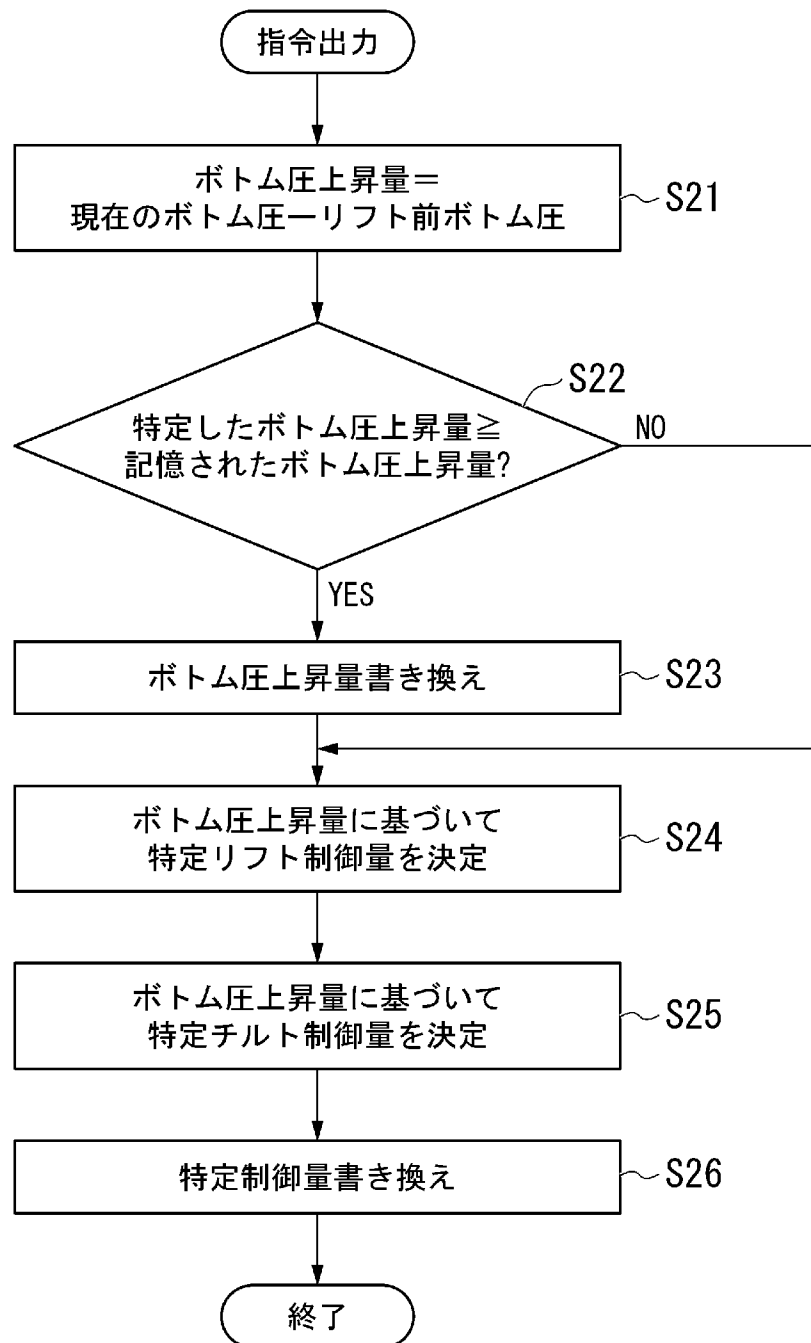 指令出力
ボトム圧上昇量＝
現在のボトム圧ーリフト前ボトム圧
S21
S22
特定したボトム圧上昇量≧
記憶されたボトム圧上昇量?
NO
YES
ボトム圧上昇量書き換え
S23
ボトム圧上昇量に基づいて
特定リフト制御量を決定
S24
ボトム圧上昇量に基づいて
特定チルト制御量を決定
S25
特定制御量書き換え
S26
終了